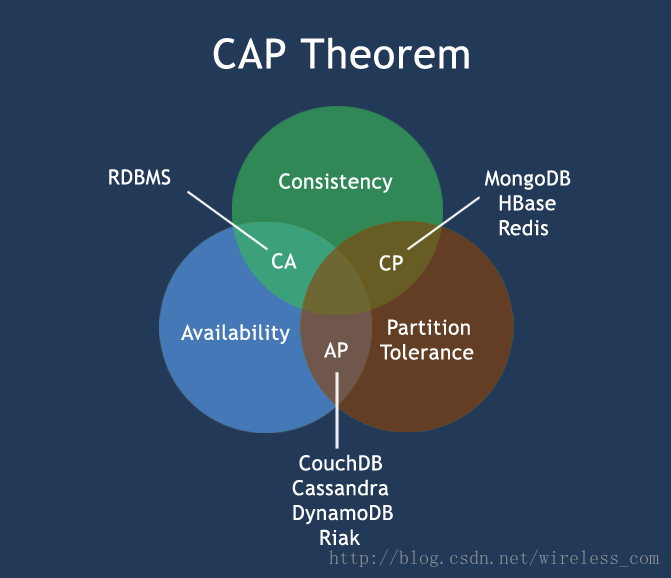 CAP Theorem
Consistency
RDBMS
MongoDB
HBase
Redis
CA
CP
Availability
Partition
Tolerance
AP
CouchDB
Cassandra
DynamoDB
Riak
http://blog.csdn.net/wireless_com